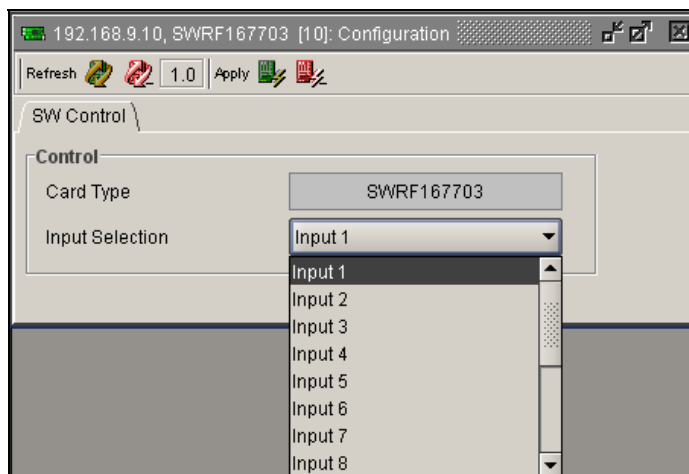 192.168.9.10, SWRF167703 [10]: Configuration
Refresh 1.0 Apply
SW Control
Control
Card Type SWRF167703
Input Selection Input 1
Input 1
Input 2
Input 3
Input 4
Input 5
Input 6
Input 7
Input 8